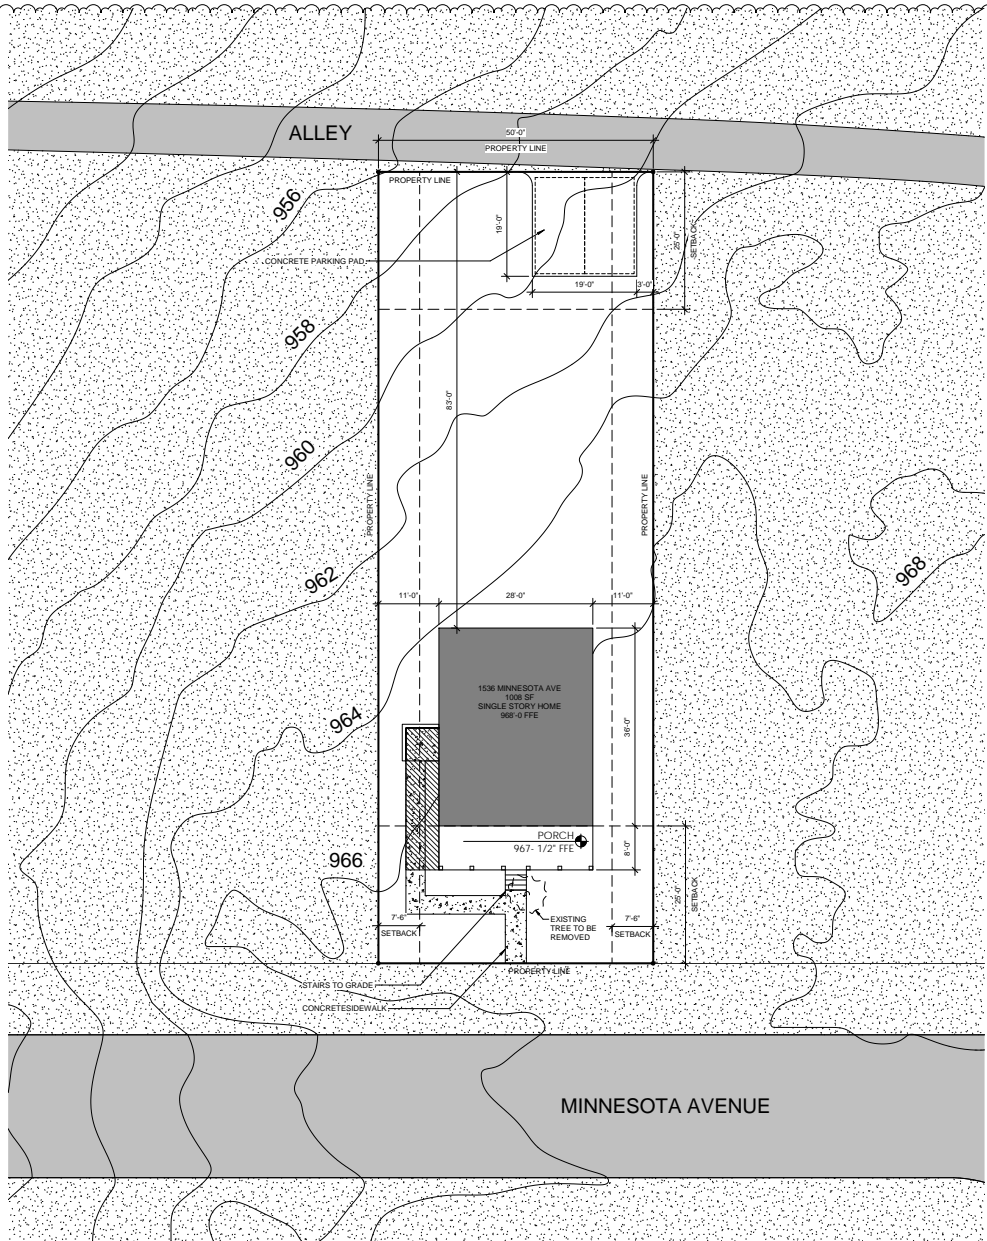 ALLEY
50'-0"
PROPERTY LINE
PROPERTY LINE
956
19'-0"
25'-0"
SETBACK
CONCRETE PARKING PAD
19'-0"
3'-0"
958
83'-0"
960
PROPERTY LINE
PROPERTY LINE
962
968
11'-0"
28'-0"
11'-0"
1536 MINNESOTA AVE
1008 SF
SINGLE STORY HOME
968'-0 FFE
36'-0"
964
PORCH
967- 1/2" FFE
8'-0"
966
25'-0"
SETBACK
7'-6"
SETBACK
EXISTING
TREE TO BE
REMOVED
7'-6"
SETBACK
PROPERTY LINE
STAIRS TO GRADE
CONCRETESIDEWALK
MINNESOTA AVENUE